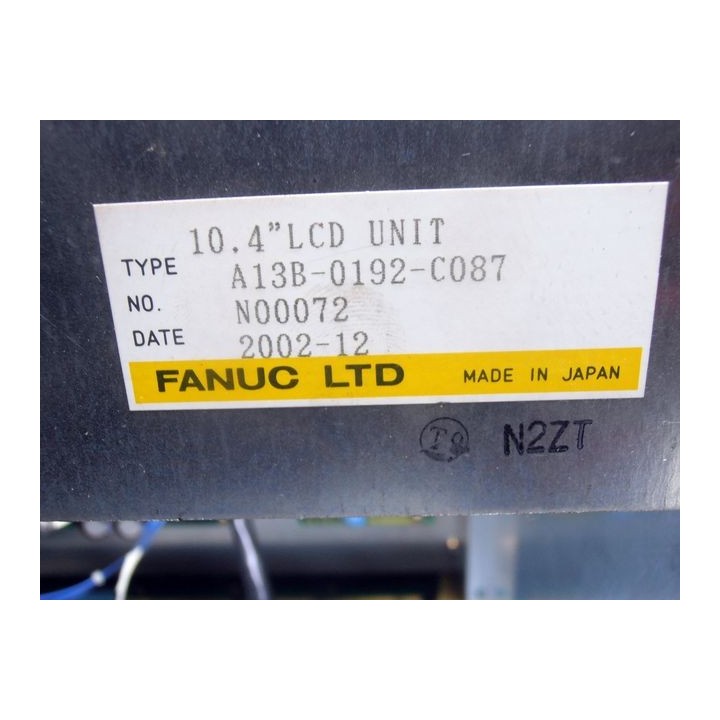 10.4”LCD UNIT
TYPE A13B-0192-C087
NO. N00072
DATE 2002-12
FANUC LTD MADE IN JAPAN
N2ZT